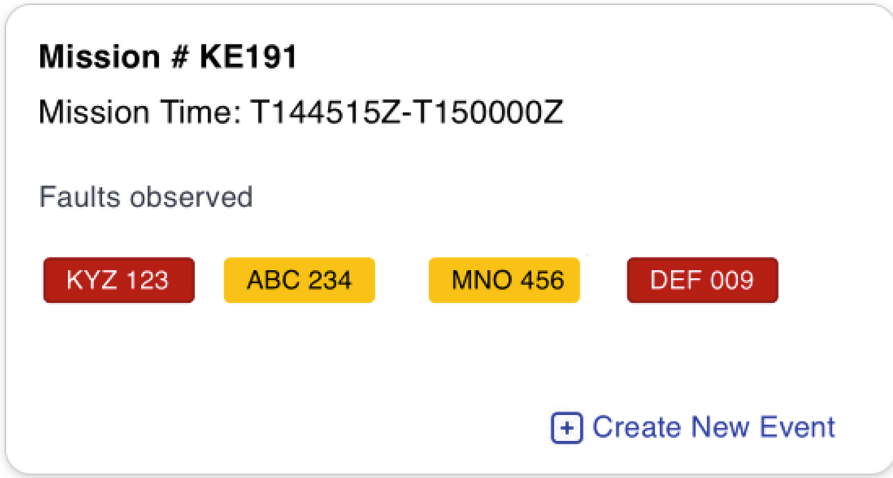 Mission # KE191
Mission Time: T144515Z-T150000Z
Faults observed
KYZ 123 ABC 234 MNO 456 DEF 009
Create New Event